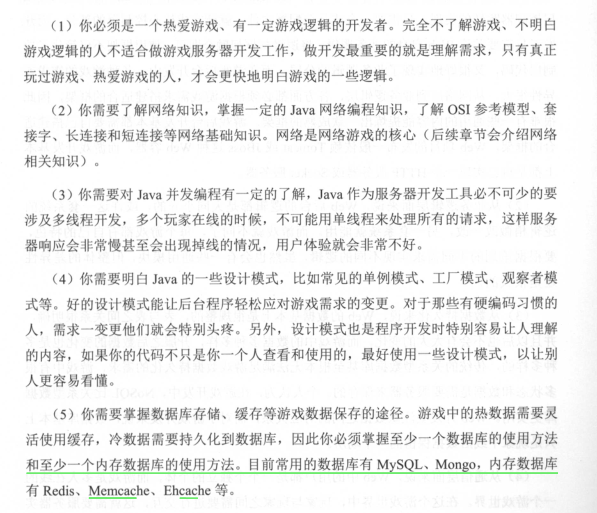 （1）你必须是一个热爱游戏、有一定游戏逻辑的开发者。完全不了解游戏、不明白
游戏逻辑的人不适合做游戏服务器开发工作，做开发最重要的就是理解需求，只有真正
玩过游戏、热爱游戏的人，才会更快地明白游戏的一些逻辑。
（2）你需要了解网络知识，掌握一定的 Java 网络编程知识，了解 OSI 参考模型、套
接字、长连接和短连接等网络基础知识。网络是网络游戏的核心（后续章节会介绍网络
相关知识）。
（3）你需要对 Java 并发编程有一定的了解，Java 作为服务器开发工具必不可少的要
涉及多线程开发，多个玩家在线的时候，不可能用单线程来处理所有的请求，这样服务
器响应会非常慢甚至会出现掉线的情况，用户体验就会非常不好。
（4）你需要明白 Java 的一些设计模式，比如常见的单例模式、工厂模式、观察者模
式等。好的设计模式能让后台程序轻松应对游戏需求的变更。对于那些有硬编码习惯的
人，需求一变更他们就会特别头疼。另外，设计模式也是程序开发时特别容易让人理解
的内容，如果你的代码不只是你一个人查看和使用的，最好使用一些设计模式，以让别
人更容易看懂。
（5）你需要掌握数据库存储、缓存等游戏数据保存的途径。游戏中的热数据需要灵
活使用缓存，冷数据需要持久化到数据库，因此你必须掌握至少一个数据库的使用方法
和至少一个内存数据库的使用方法。目前常用的数据库有 MySQL、Mongo，内存数据库
有 Redis、Memcache、Ehcache 等。